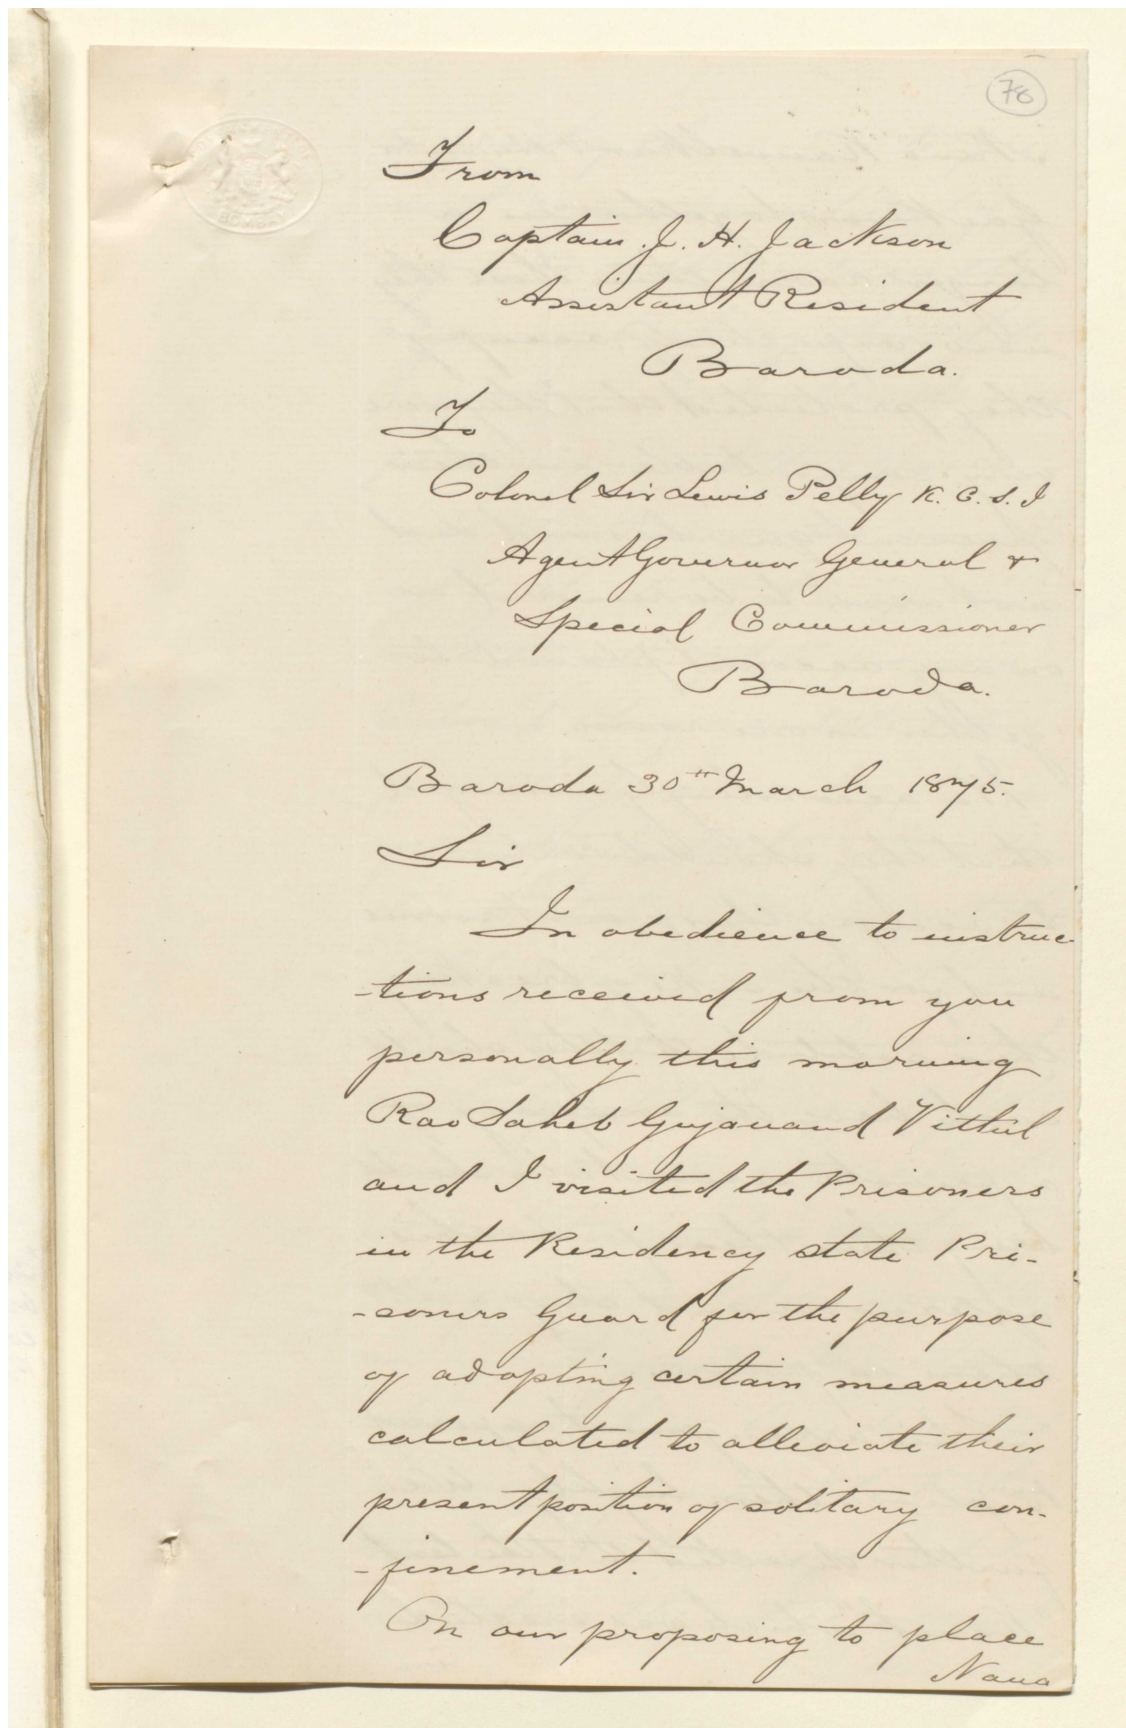 78
From
Captain J. H. Jackson
Assistant Resident
Baroda.
To
Colonel Sir Lewis Pelly K. C. S. I
Agent Governor General &
Special Commissioner
Baroda.
Baroda 30th March 1875.
Sir
In obedience to instruc-
-tions received from you
personally this morning
Rao Saheb Gujanand Vithul
and I visited the Prisoners
in the Residency state Pri-
-soners Guard for the purpose
of adopting certain measures
calculated to alleviate their
present position of solitary con-
-finement.
On our proposing to place
Nana